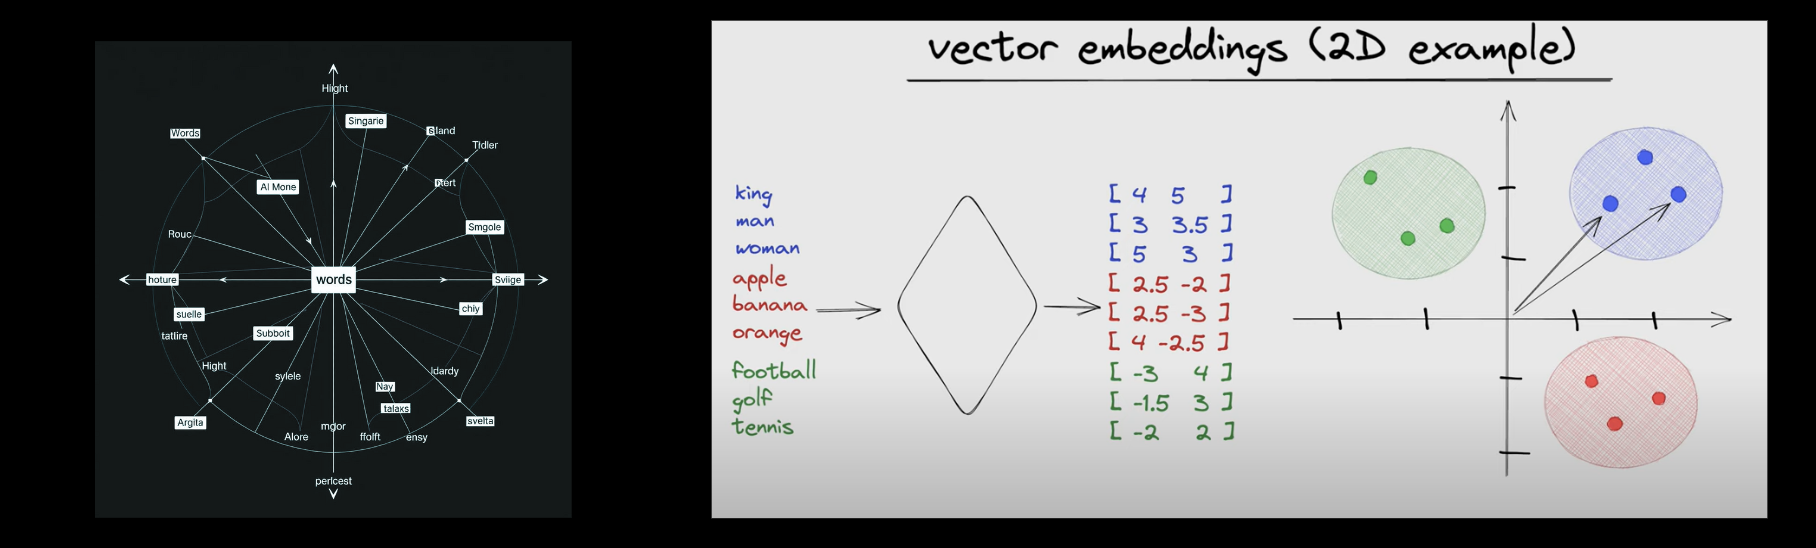 Hight
Singarie
Sland
Words
Tldler
Al Mone
Rert
Smgole
Rouc
words
hoture
Svlige
suelle
chiy
tatlire
Subboit
Hight
sylele
ldardy
Nay
talaxs
Argita
svelta
Alore
mgor
ffolft
ensy
perlcest
vector embeddings (2D example)
king [ 4 5 ]
man [ 3 3.5 ]
woman [ 5 3 ]
apple [ 2.5 -2 ]
banana [ 2.5 -3 ]
orange [ 4 -2.5 ]
football [ -3 4 ]
golf [ -1.5 3 ]
tennis [ -2 2 ]